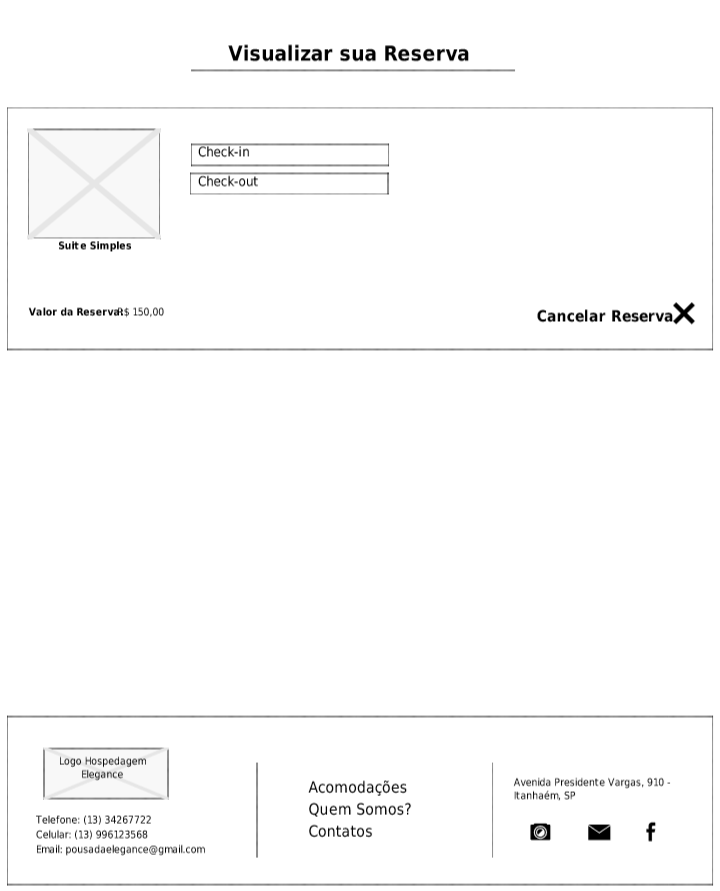 Visualizar sua Reserva
Check-in
Check-out
Suite Simples
Valor da Reserva: R$ 150,00
Cancelar Reserva
Logo Hospedagem
Elegance
Telefone: (13) 34267722
Celular: (13) 996123568
Email: pousadaelegance@gmail.com
Acomodações
Quem Somos?
Contatos
Avenida Presidente Vargas, 910 -
Itanhaém, SP